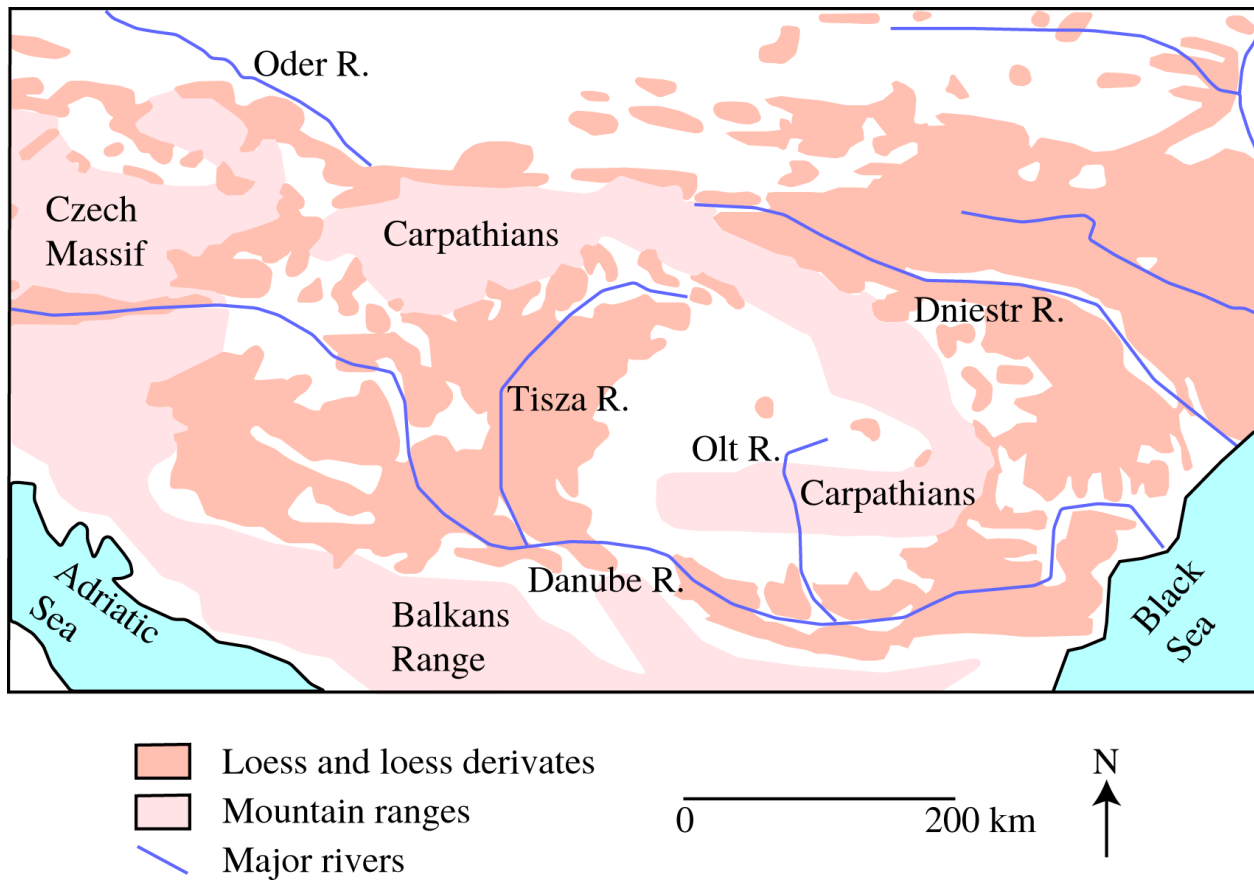 Oder R.
Czech
Massif
Carpathians
Dniestr R.
Tisza R.
Olt R.
Carpathians
Danube R.
Adriatic
Sea
Balkans
Range
Black
Sea
Loess and loess derivates
Mountain ranges
Major rivers
0 200 km
N